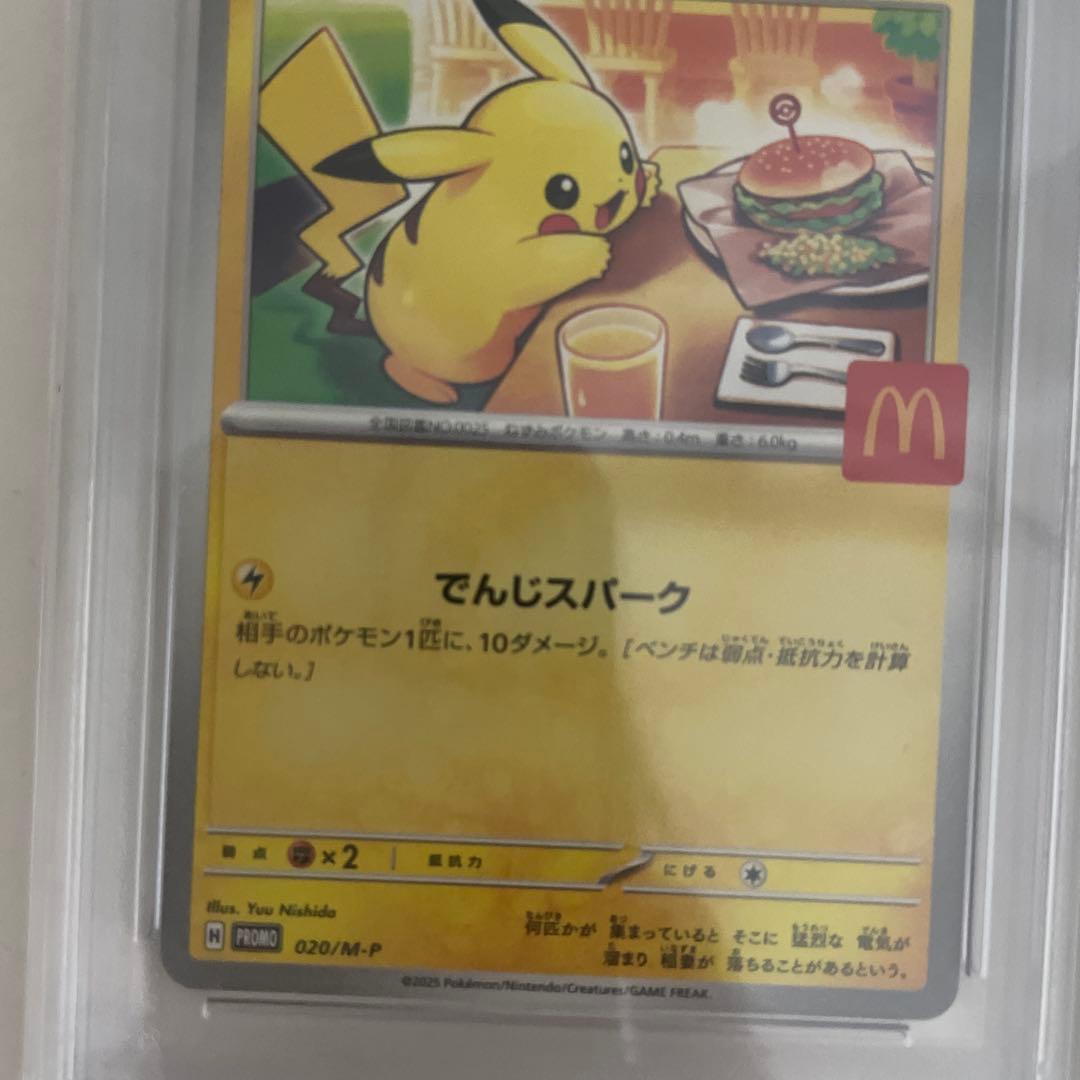 全国図鑑NO.0025 ねずみポケモン 高さ:0.4m 重さ:6.0kg
M
でんじスパーク
相手のポケモン1匹に、10ダメージ。[ベンチは弱点・抵抗力を計算
しない。]
弱点 ×2 抵抗力 にげる
Illus. Yuu Nishida
H PROMO 020/M-P
何匹かが 集まっていると そこに 猛烈な 電気が
溜まり 稲妻が 落ちることがあるという。
©2025 Pokémon/Nintendo/Creatures/GAME FREAK.